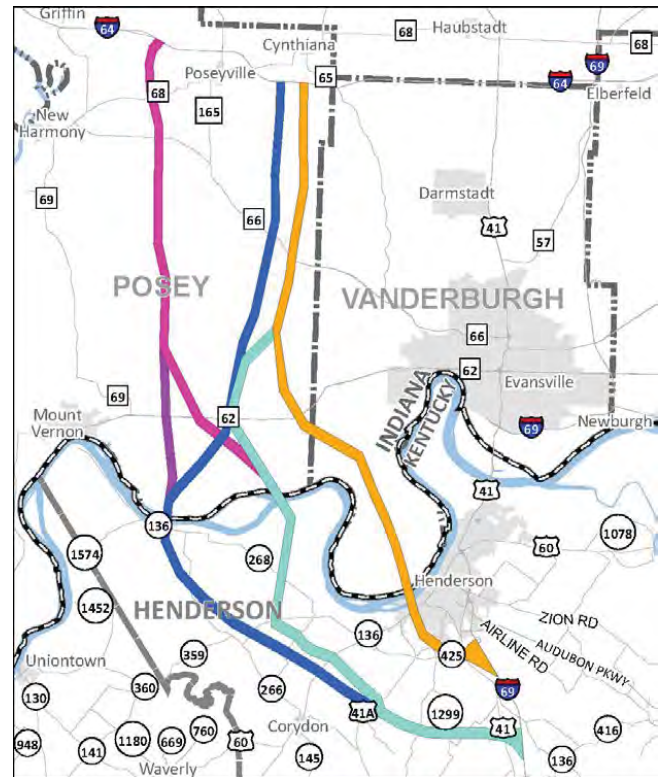 Griffin
64
68
Haubstadt
68
Cynthiana
69
Poseyville
65
64
68
Elberfeld
165
New
Harmony
69
Darmstadt
66
41
57
POSEY
VANDERBURGH
66
62
69
62
Evansville
INDIANA
KENTUCKY
Mount
Vernon
69
Newburgh
41
136
1078
1574
268
60
Henderson
1452
HENDERSON
136
ZION RD
425
AIRLINE RD
AUDUBON PKWY
359
Uniontown
360
266
69
130
41A
1299
41
416
760
Corydon
948
141
1180
669
60
145
136
Waverly